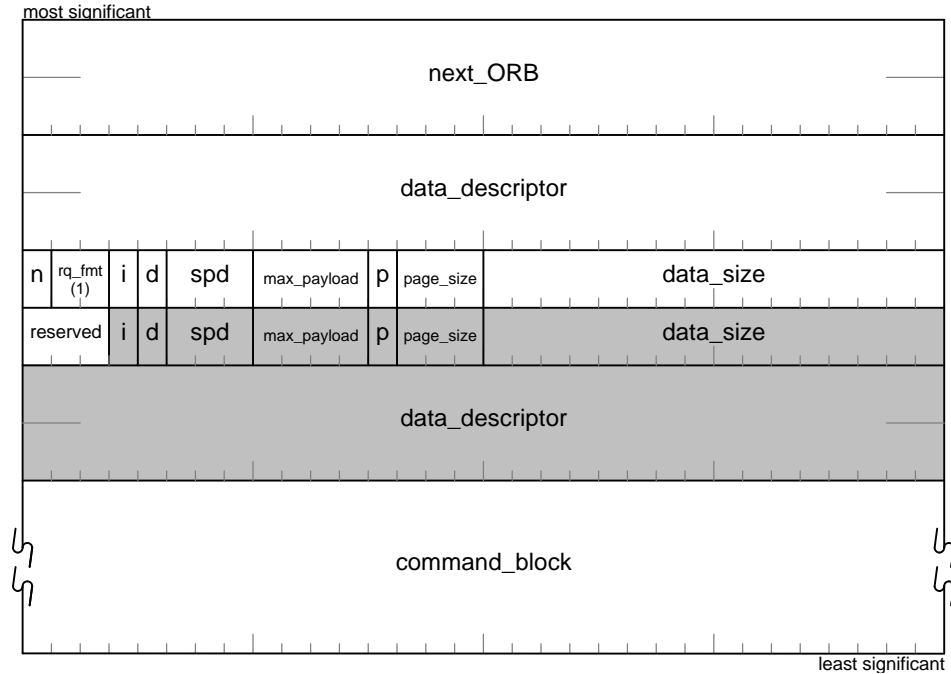 most significant
next_ORB
data_descriptor
n rq_fmt (1) i d spd max_payload p page_size data_size
reserved i d spd max_payload p page_size data_size
data_descriptor
command_block
least significant